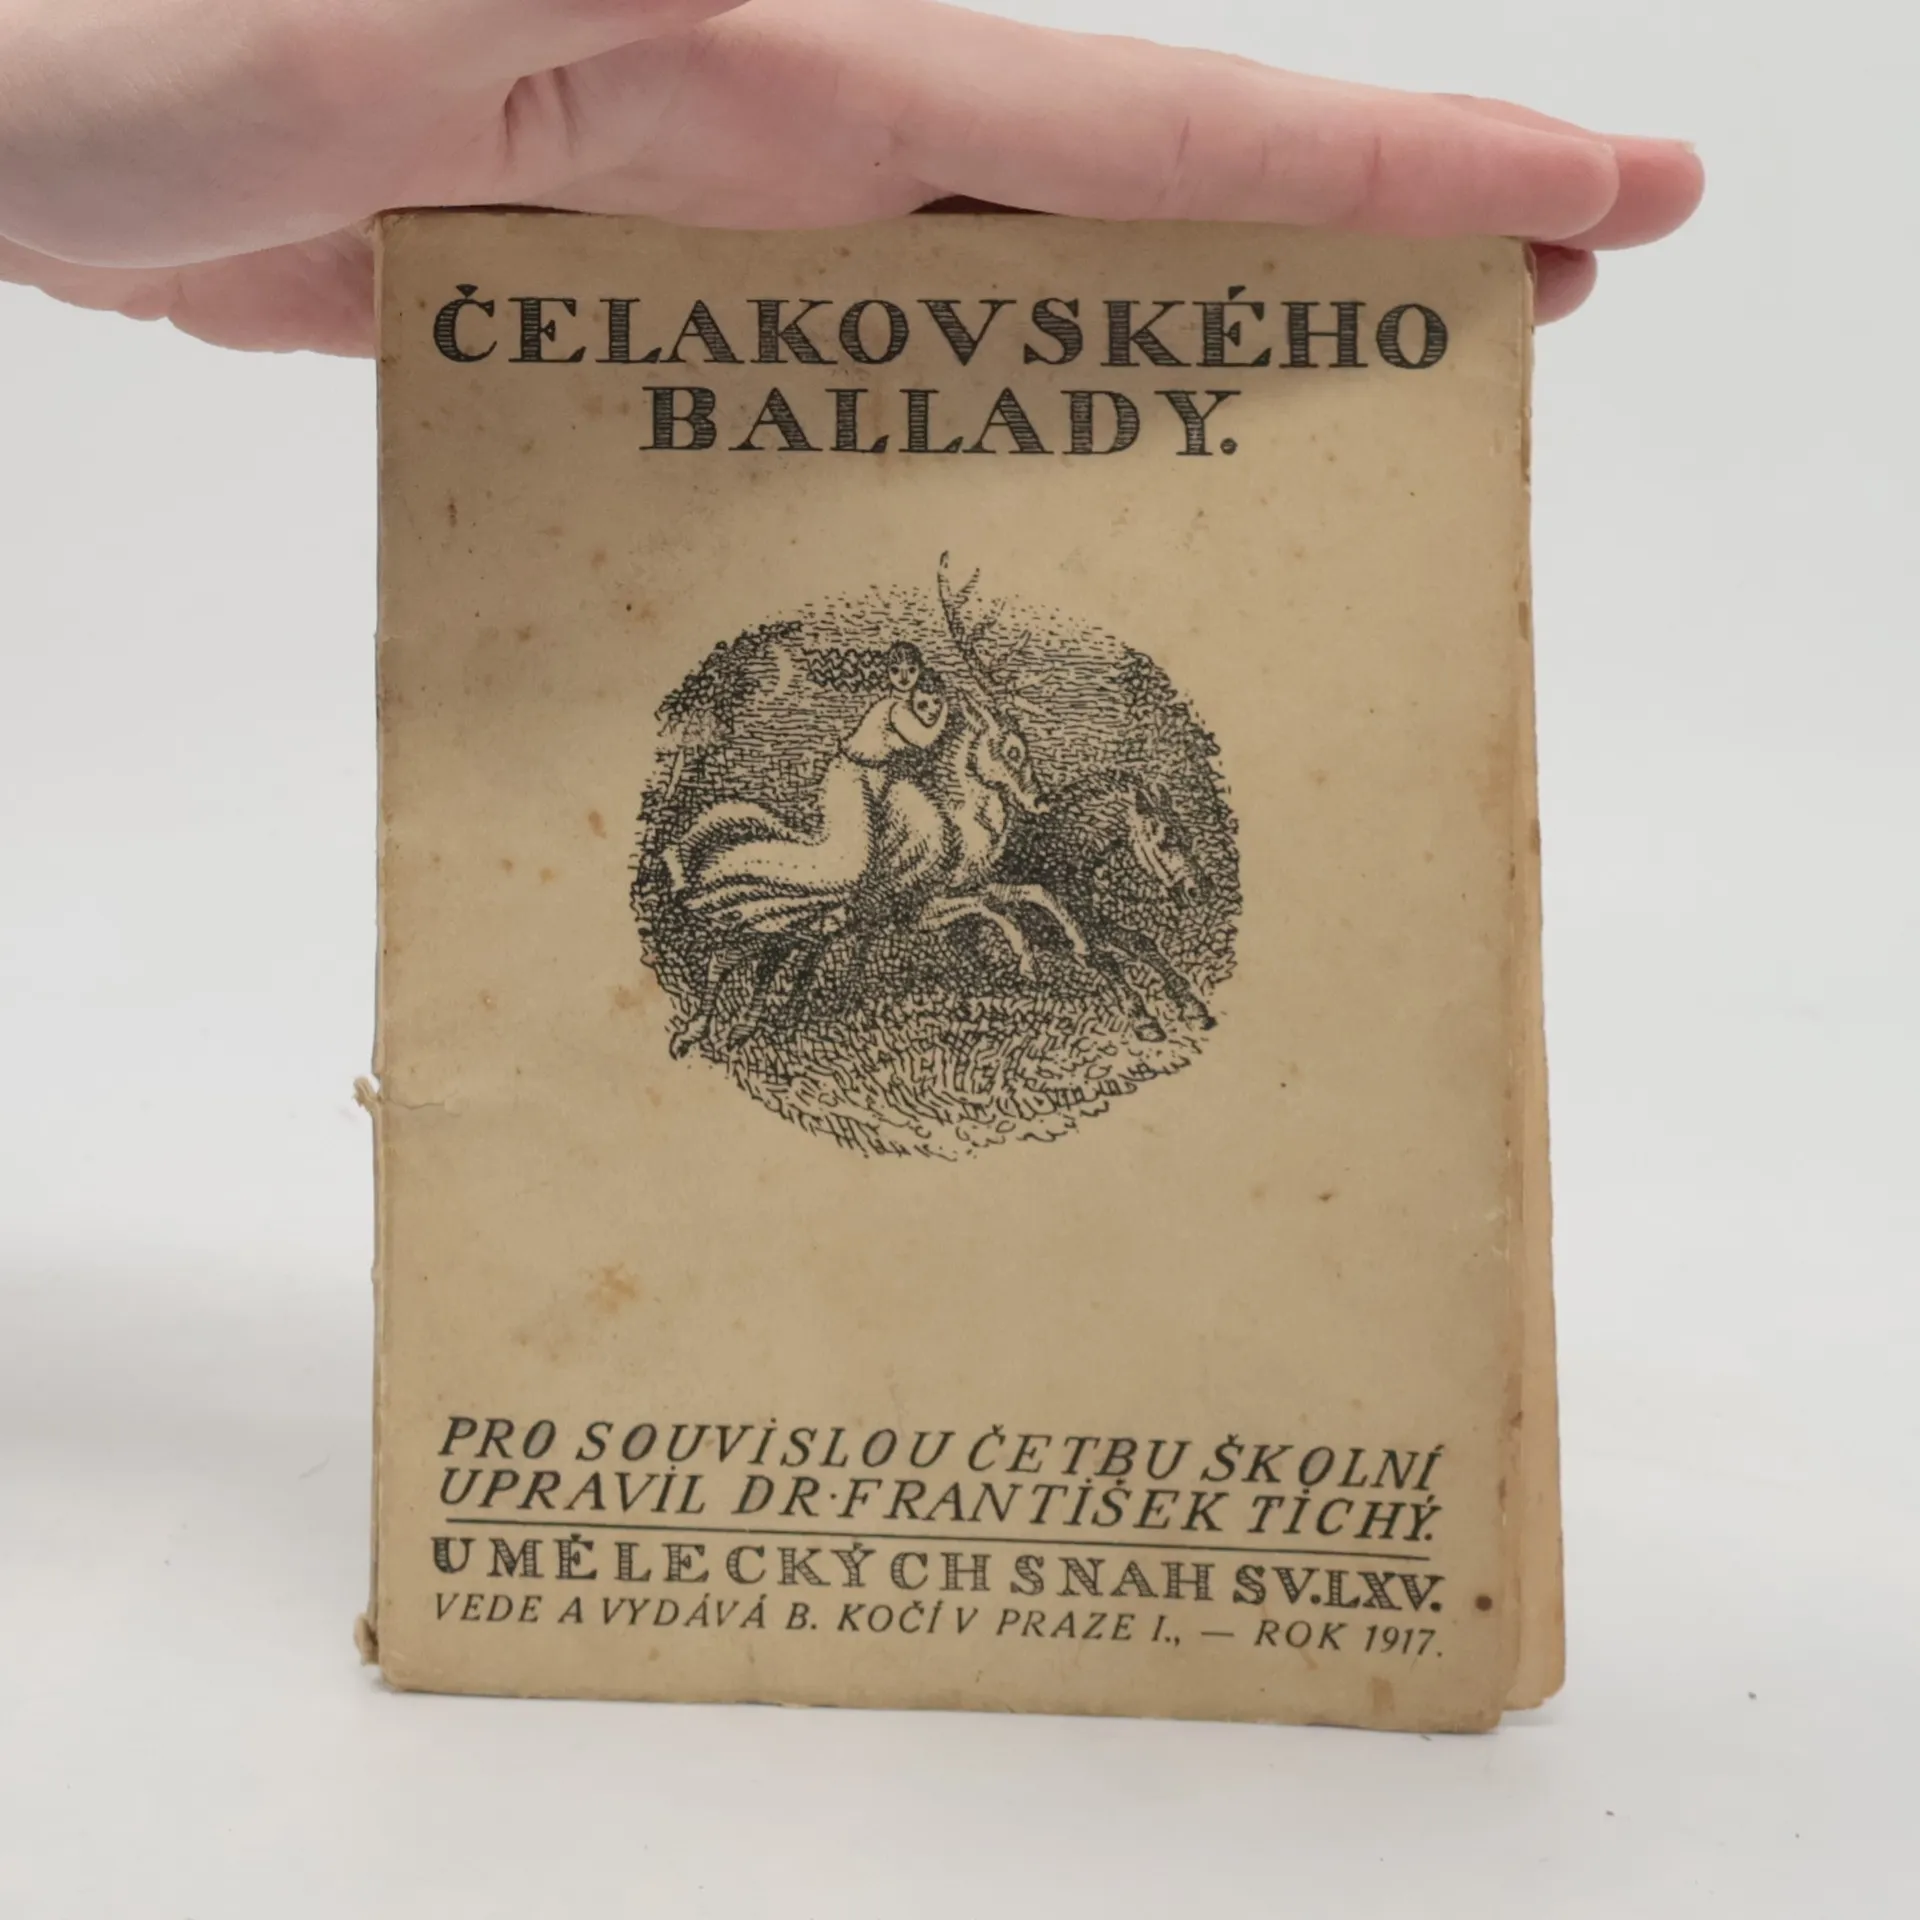 ČELAKOVSKÉHO
BALLADY.
PRO SOUVISLOU ČETBU ŠKOLNÍ
UPRAVIL DR·FRANTIŠEK TICHÝ.
UMĚLECKÝCH SNAH SV.LXV.
VEDE A VYDÁVÁ B. KOČÍ V PRAZE I., — ROK 1917.